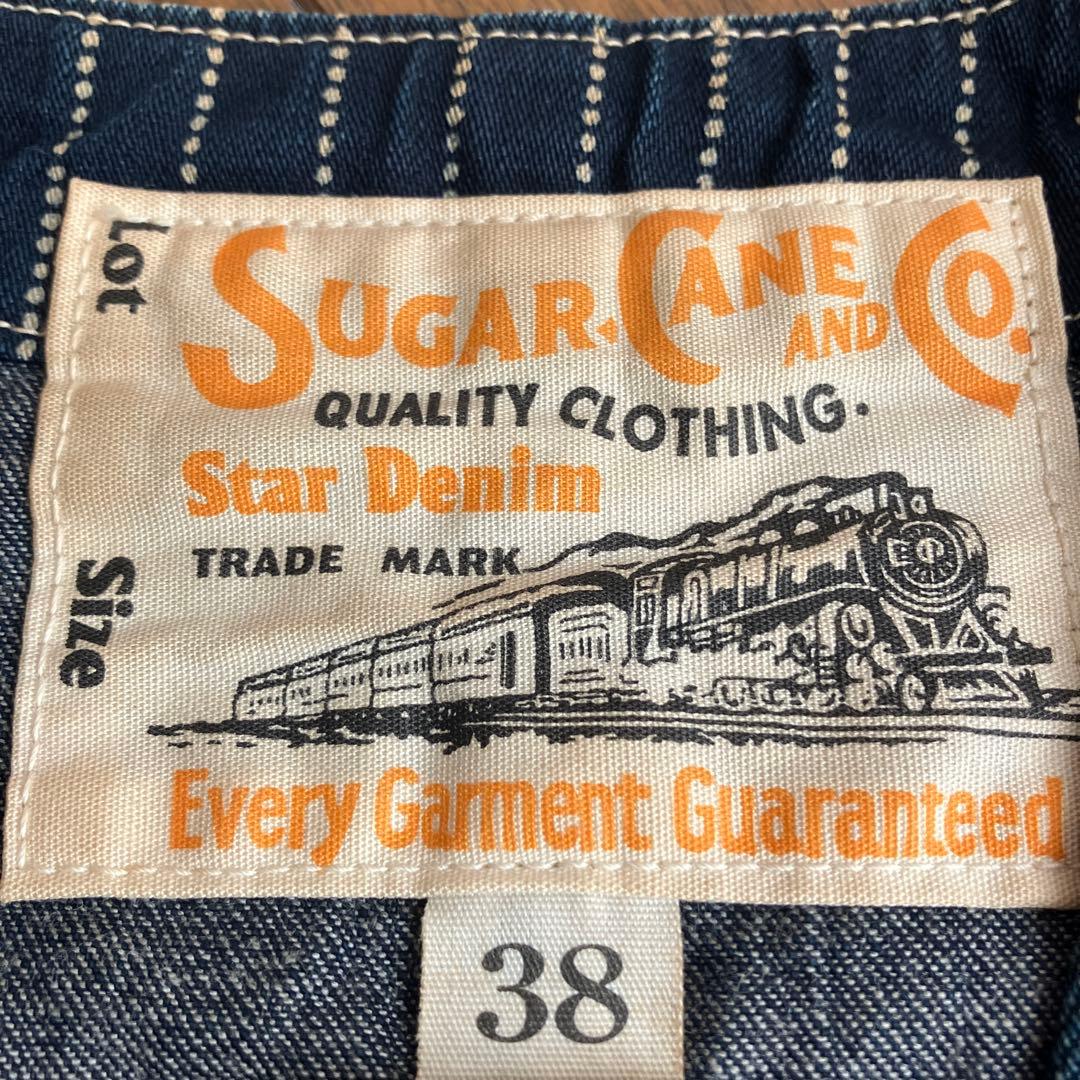 Lot
SUGAR CANE AND CO.
QUALITY CLOTHING.
Star Denim
TRADE MARK
Size
Every Garment Guaranteed
38